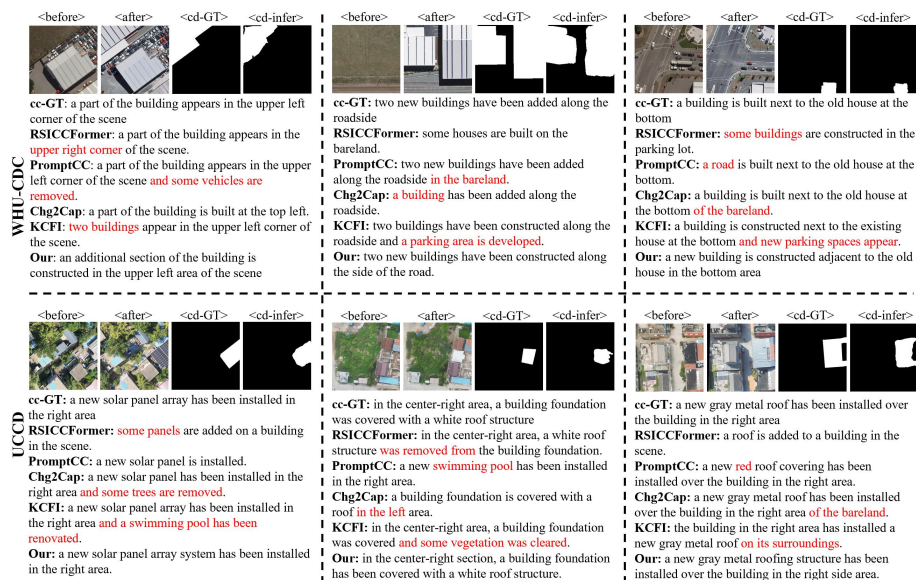 <before> <after> <cd-GT> <cd-infer>
cc-GT: a part of the building appears in the upper left
corner of the scene
RSICCFormer: a part of the building appears in the
upper right corner of the scene.
PromptCC: a part of the building appears in the upper
left corner of the scene and some vehicles are
removed.
Chg2Cap: a part of the building is built at the top left.
KCFI: two buildings appear in the upper left corner of
the scene.
Our: an additional section of the building is
constructed in the upper left area of the scene
WHU-CDC
<before> <after> <cd-GT> <cd-infer>
cc-GT: two new buildings have been added along the
roadside
RSICCFormer: some houses are built on the
bareland.
PromptCC: two new buildings have been added
along the roadside in the bareland.
Chg2Cap: a building has been added along the
roadside.
KCFI: two buildings have been constructed along the
roadside and a parking area is developed.
Our: two new buildings have been constructed along
the side of the road.
<before> <after> <cd-GT> <cd-infer>
cc-GT: a building is built next to the old house at the
bottom
RSICCFormer: some buildings are constructed in the
parking lot.
PromptCC: a road is built next to the old house at the
bottom.
Chg2Cap: a building is built next to the old house at
the bottom of the bareland.
KCFI: a building is constructed next to the existing
house at the bottom and new parking spaces appear.
Our: a new building is constructed adjacent to the old
house in the bottom area
<before> <after> <cd-GT> <cd-infer>
cc-GT: a new solar panel array has been installed in
the right area
RSICCFormer: some panels are added on a building
in the scene.
PromptCC: a new solar panel is installed.
Chg2Cap: a new solar panel has been installed in the
right area and some trees are removed.
KCFI: a new solar panel array has been installed in
the right area and a swimming pool has been
renovated.
Our: a new solar panel array system has been installed
in the right area.
UCCD
<before> <after> <cd-GT> <cd-infer>
cc-GT: in the center-right area, a building foundation
was covered with a white roof structure
RSICCFormer: in the center-right area, a white roof
structure was removed from the building foundation.
PromptCC: a new swimming pool has been installed
in the right area.
Chg2Cap: a building foundation is covered with a
roof in the left area.
KCFI: in the center-right area, a building foundation
was covered and some vegetation was cleared.
Our: in the center-right section, a building foundation
has been covered with a white roof structure.
<before> <after> <cd-GT> <cd-infer>
cc-GT: a new gray metal roof has been installed over
the building in the right area
RSICCFormer: a roof is added to a building in the
scene.
PromptCC: a new red roof covering has been
installed over the building in the right area.
Chg2Cap: a new gray metal roof has been installed
over the building in the right area of the bareland.
KCFI: the building in the right area has installed a
new gray metal roof on its surroundings.
Our: a new gray metal roofing structure has been
installed over the building in the right side area.